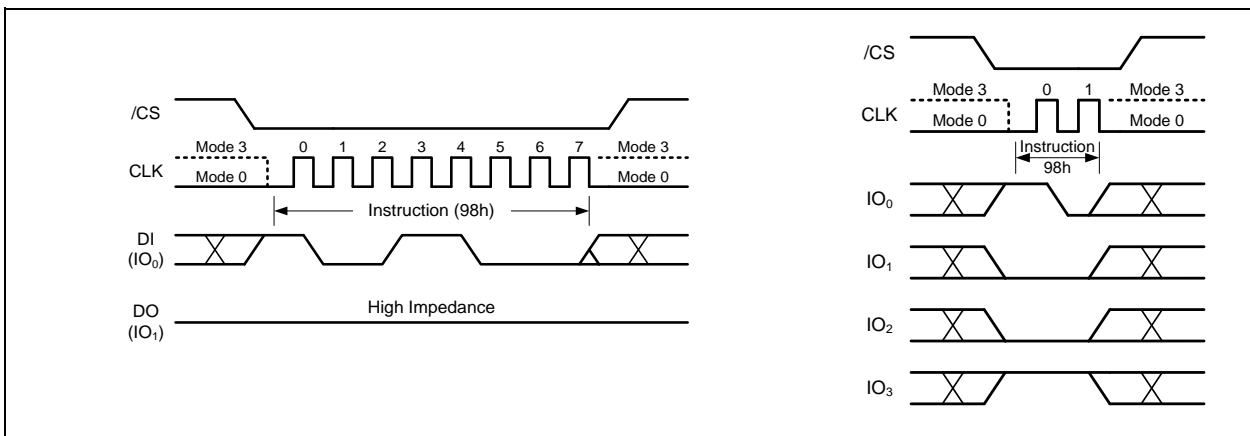 /CS
Mode 3 0 1 2 3 4 5 6 7 Mode 3
CLK
Mode 0 Mode 0
Instruction (98h)
DI
(IO₀)
High Impedance
DO
(IO₁)
/CS
Mode 3 0 1 Mode 3
CLK
Mode 0 Mode 0
Instruction
98h
IO₀
IO₁
IO₂
IO₃